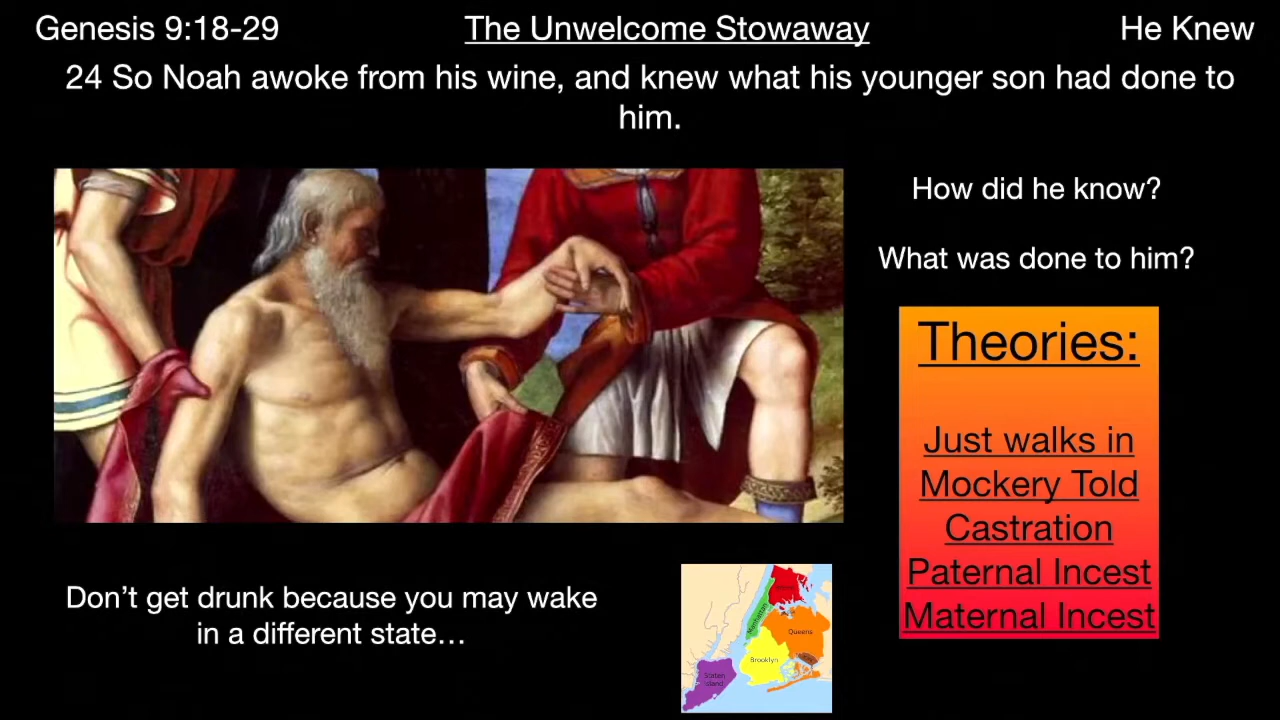 Genesis 9:18-29
The Unwelcome Stowaway
He Knew
24 So Noah awoke from his wine, and knew what his younger son had done to
him.
How did he know?
What was done to him?
Theories:
Just walks in
Mockery Told
Castration
Paternal Incest
Maternal Incest
Don’t get drunk because you may wake
in a different state…
Manhattan
Queens
Brooklyn
Staten
Island